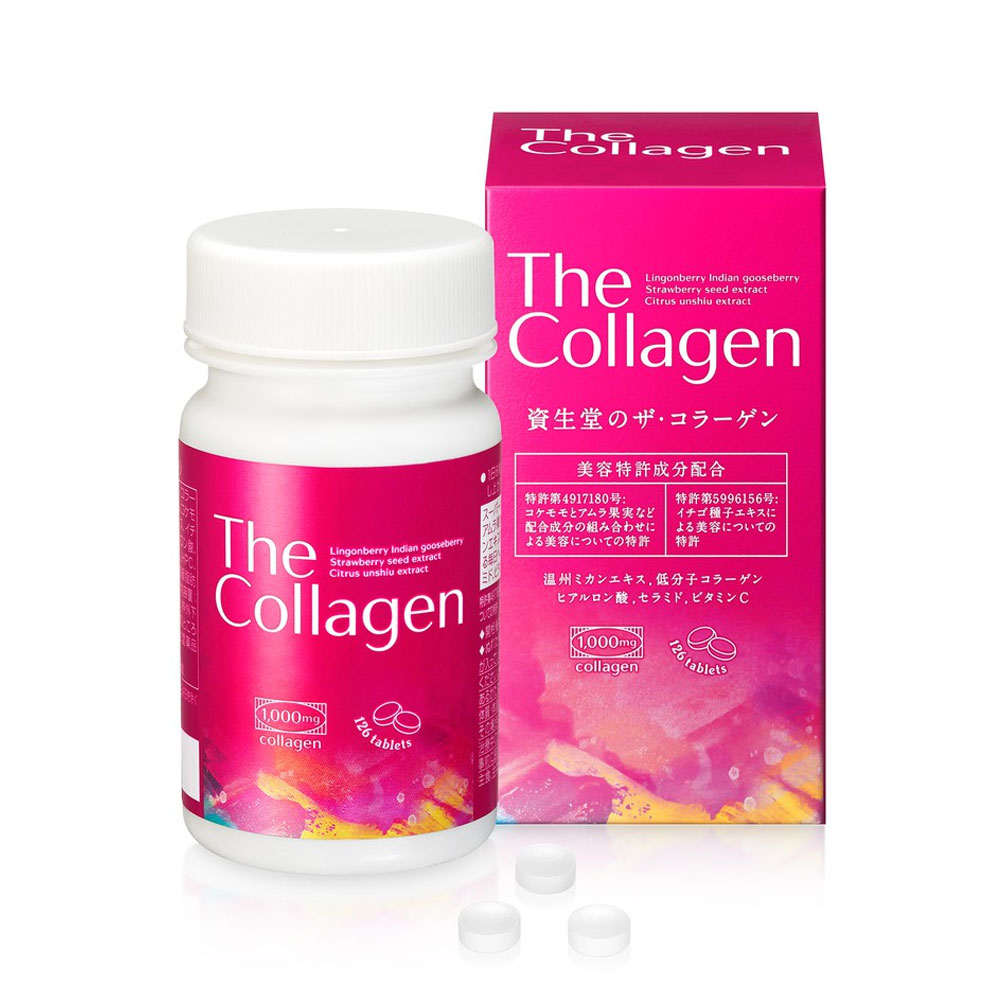 The
Collagen
The
Collagen
Lingonberry Indian gooseberry
Strawberry seed extract
Citrus unshiu extract
資生堂のザ・コラーゲン
美容特許成分配合
特許第4917180号:
コケモモとアムラ果実など
配合成分の組み合わせに
よる美容についての特許
特許第5996156号:
イチゴ種子エキスに
よる美容についての
特許
温州ミカンエキス,低分子コラーゲン
ヒアルロン酸,セラミド,ビタミンC
1,000mg
collagen
126 tablets
The
Collagen
Lingonberry Indian gooseberry
Strawberry seed extract
Citrus unshiu extract
1,000mg
collagen
126 tablets